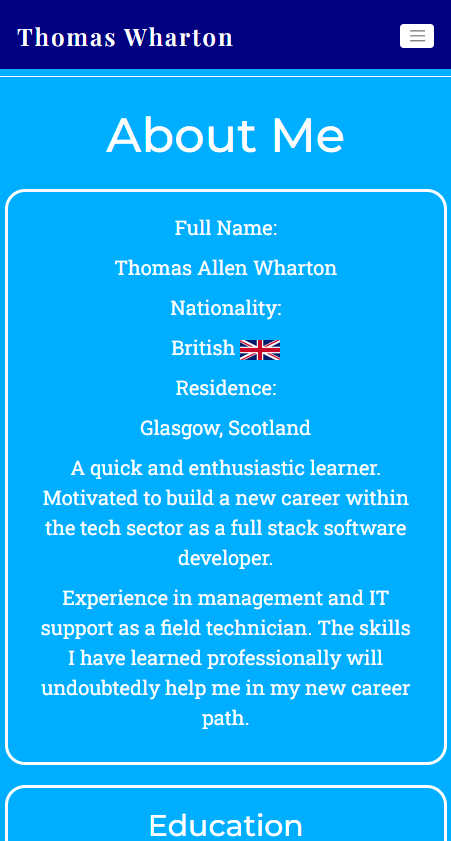 Thomas Wharton
About Me
Full Name:
Thomas Allen Wharton
Nationality:
British
Residence:
Glasgow, Scotland
A quick and enthusiastic learner.
Motivated to build a new career within
the tech sector as a full stack software
developer.
Experience in management and IT
support as a field technician. The skills
I have learned professionally will
undoubtedly help me in my new career
path.
Education